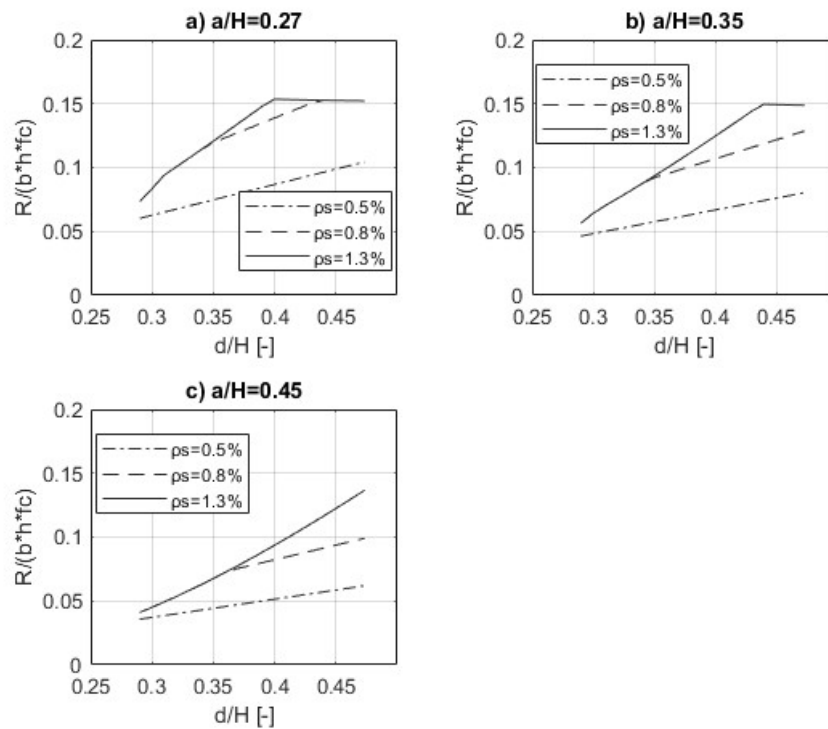 a) a/H=0.27
R/(b*h*fc)
0.2
0.15
0.1
0.05
0
ρs=0.5%
ρs=0.8%
ρs=1.3%
0.25 0.3 0.35 0.4 0.45
d/H [-]
b) a/H=0.35
R/(b*h*fc)
0.2
0.15
0.1
0.05
0
ρs=0.5%
ρs=0.8%
ρs=1.3%
0.25 0.3 0.35 0.4 0.45
d/H [-]
c) a/H=0.45
R/(b*h*fc)
0.2
0.15
0.1
0.05
0
ρs=0.5%
ρs=0.8%
ρs=1.3%
0.25 0.3 0.35 0.4 0.45
d/H [-]